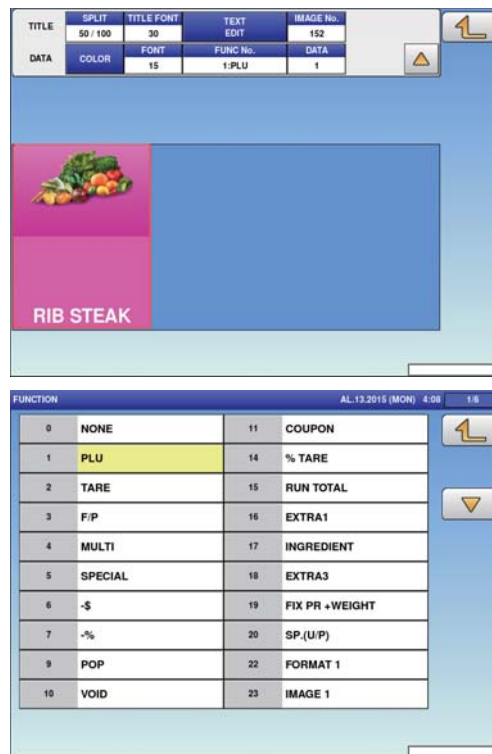 TITLE SPLIT TITLE FONT TEXT EDIT IMAGE No.
50 / 100 30 152
DATA COLOR FONT FUNC No. DATA
15 1:PLU 1
RIB STEAK
FUNCTION AL.13.2015 (MON) 4:08 1/6
0 NONE 11 COUPON
1 PLU 14 % TARE
2 TARE 15 RUN TOTAL
3 F/P 16 EXTRA1
4 MULTI 17 INGREDIENT
5 SPECIAL 18 EXTRA3
6 -$ 19 FIX PR +WEIGHT
7 -% 20 SP.(U/P)
9 POP 22 FORMAT 1
10 VOID 23 IMAGE 1